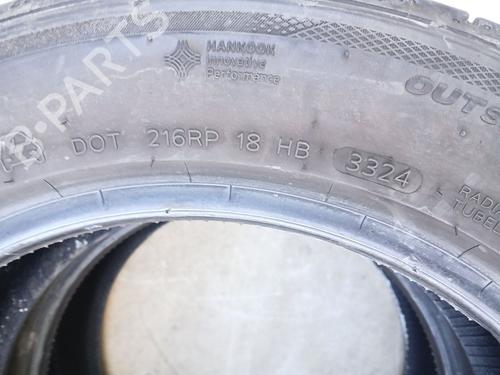 B-PARTS
HANKOOK
Innovative
Performance
OUTS
DOT 216RP 18 HB 3324
RADI
TUBEL